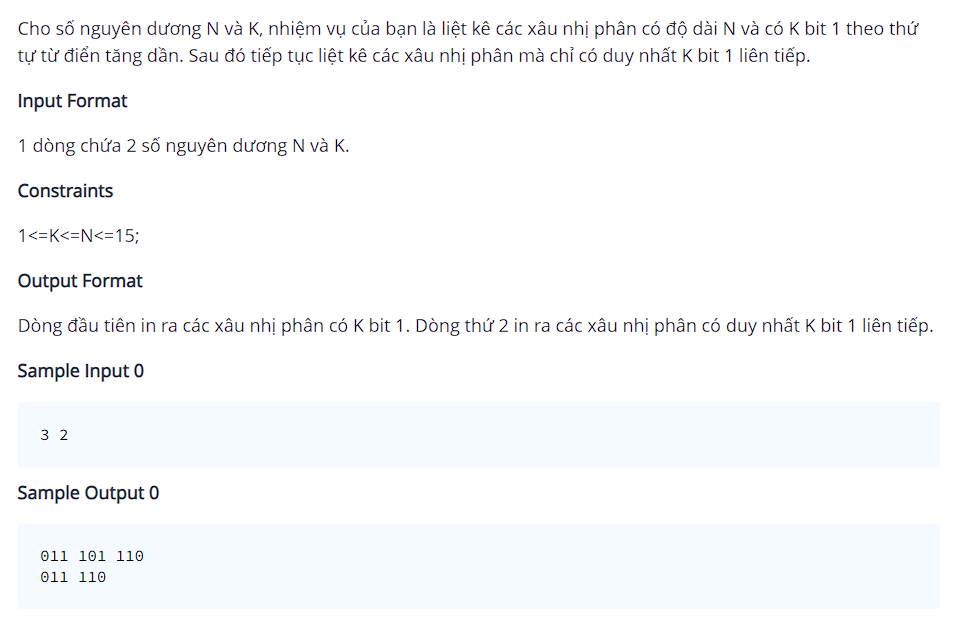 Cho số nguyên dương N và K, nhiệm vụ của bạn là liệt kê các xâu nhị phân có độ dài N và có K bit 1 theo thứ
tự từ điển tăng dần. Sau đó tiếp tục liệt kê các xâu nhị phân mà chỉ có duy nhất K bit 1 liên tiếp.
Input Format
1 dòng chứa 2 số nguyên dương N và K.
Constraints
1<=K<=N<=15;
Output Format
Dòng đầu tiên in ra các xâu nhị phân có K bit 1. Dòng thứ 2 in ra các xâu nhị phân có duy nhất K bit 1 liên tiếp.
Sample Input 0
3 2
Sample Output 0
011 101 110
011 110